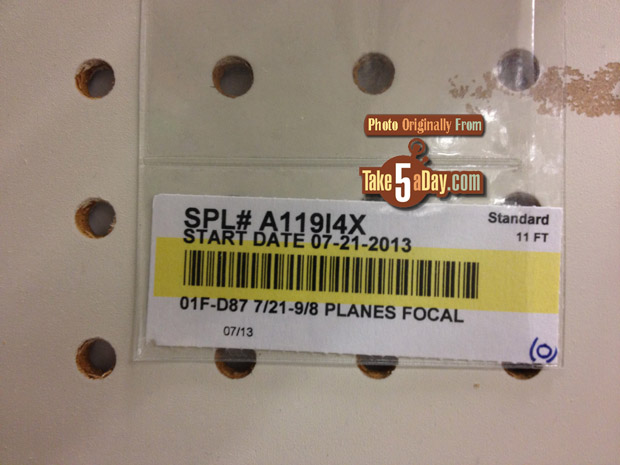 Photo Originally From
Take5aDay.com
SPL# A119I4X
Standard
START DATE 07-21-2013
11 FT
01F-D87 7/21-9/8 PLANES FOCAL
07/13
(0)